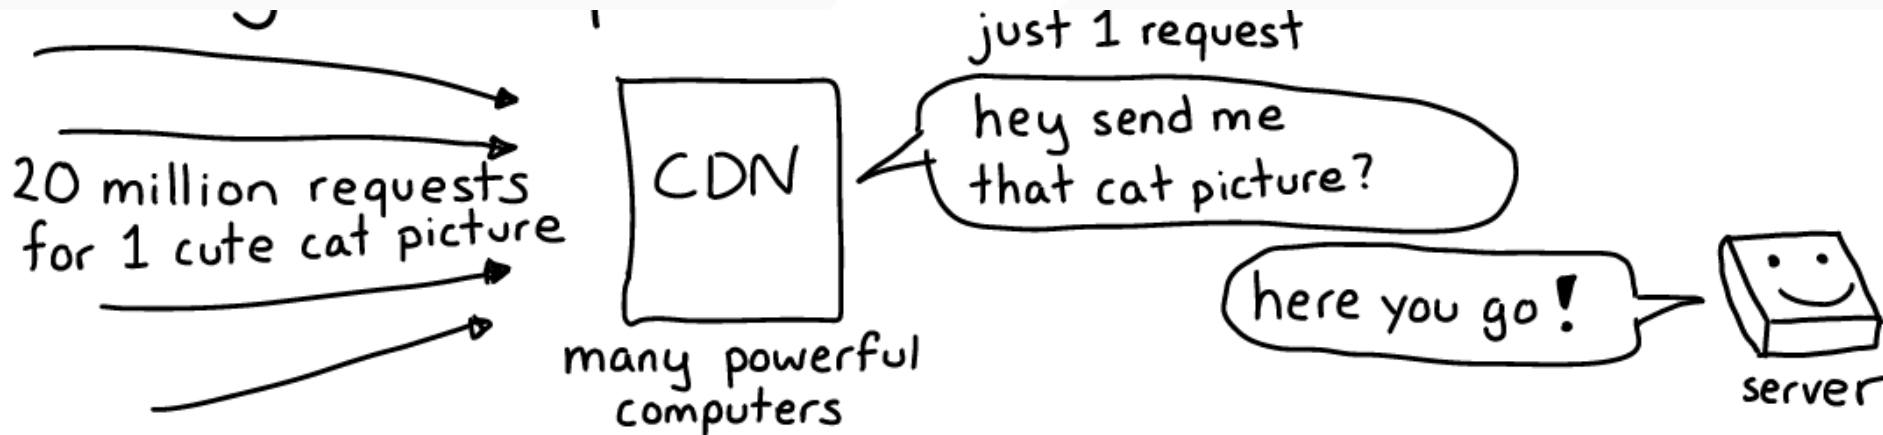 just 1 request
hey send me
that cat picture?
20 million requests
for 1 cute cat picture
CDN
many powerful
computers
here you go!
server